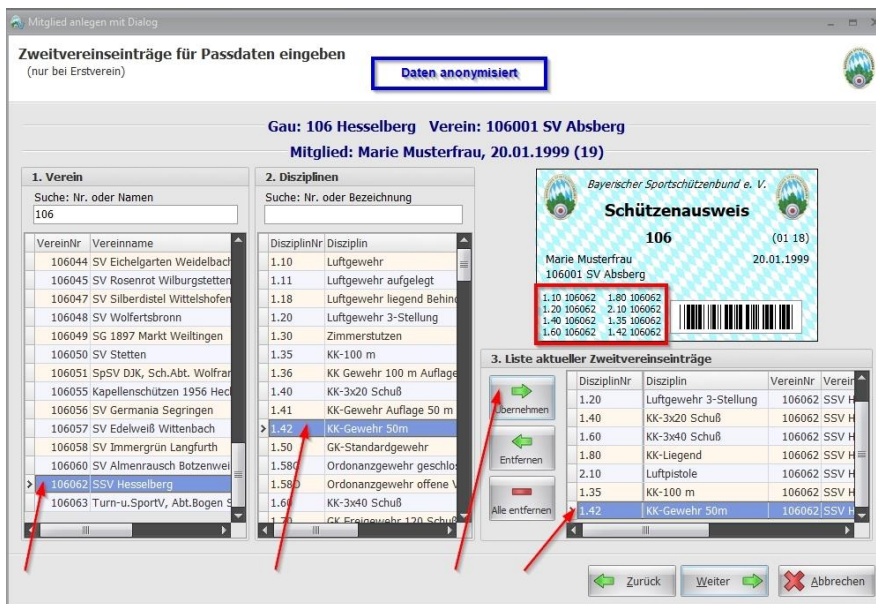 Mitglied anlegen mit Dialog
Zweitvereinseinträge für Passdaten eingeben
(nur bei Erstverein)
Daten anonymisiert
Gau: 106 Hesselberg Verein: 106001 SV Absberg
Mitglied: Marie Musterfrau, 20.01.1999 (19)
1. Verein
Suche: Nr. oder Namen
106
VereinNr Vereinname
106044 SV Eichelgarten Weidelbach
106045 SV Rosenrot Wilburgstetten
106047 SV Silberdistel Wittelshofen
106048 SV Wolfertsbronn
106049 SG 1897 Markt Weiltingen
106050 SV Stetten
106051 SpSV DJK, Sch.Abt. Wolfram
106055 Kapellenschützen 1956 Hecl
106056 SV Germania Segringen
106057 SV Edelweiß Wittenbach
106058 SV Immergrün Langfurth
106060 SV Almenrausch Botzenwei
106062 SSV Hesselberg
106063 Turn-u.SportV, Abt.Bogen S
2. Disziplinen
Suche: Nr. oder Bezeichnung
DisziplinNr Disziplin
1.10 Luftgewehr
1.11 Luftgewehr aufgelegt
1.18 Luftgewehr liegend Behind
1.20 Luftgewehr 3-Stellung
1.30 Zimmerstutzen
1.35 KK-100 m
1.36 KK Gewehr 100 m Auflage
1.40 KK-3x20 Schuß
1.41 KK-Gewehr Auflage 50 m
1.42 KK-Gewehr 50m
1.50 GK-Standardgewehr
1.58G Ordonanzgewehr geschlo
1.58O Ordonanzgewehr offene V
1.60 KK-3x40 Schuß
1.70 GK Freigewehr 120 Schuß
Bayerischer Sportschützenbund e. V.
Schützenausweis
106 (01 18)
Marie Musterfrau 20.01.1999
106001 SV Absberg
1.10 106062 1.80 106062
1.20 106062 2.10 106062
1.40 106062 1.35 106062
1.60 106062 1.42 106062
3. Liste aktueller Zweitvereinseinträge
Übernehmen
Entfernen
Alle entfernen
DisziplinNr Disziplin VereinNr Verein
1.20 Luftgewehr 3-Stellung 106062 SSV H
1.40 KK-3x20 Schuß 106062 SSV H
1.60 KK-3x40 Schuß 106062 SSV H
1.80 KK-Liegend 106062 SSV H
2.10 Luftpistole 106062 SSV H
1.35 KK-100 m 106062 SSV H
1.42 KK-Gewehr 50m 106062 SSV H
Zurück Weiter Abbrechen